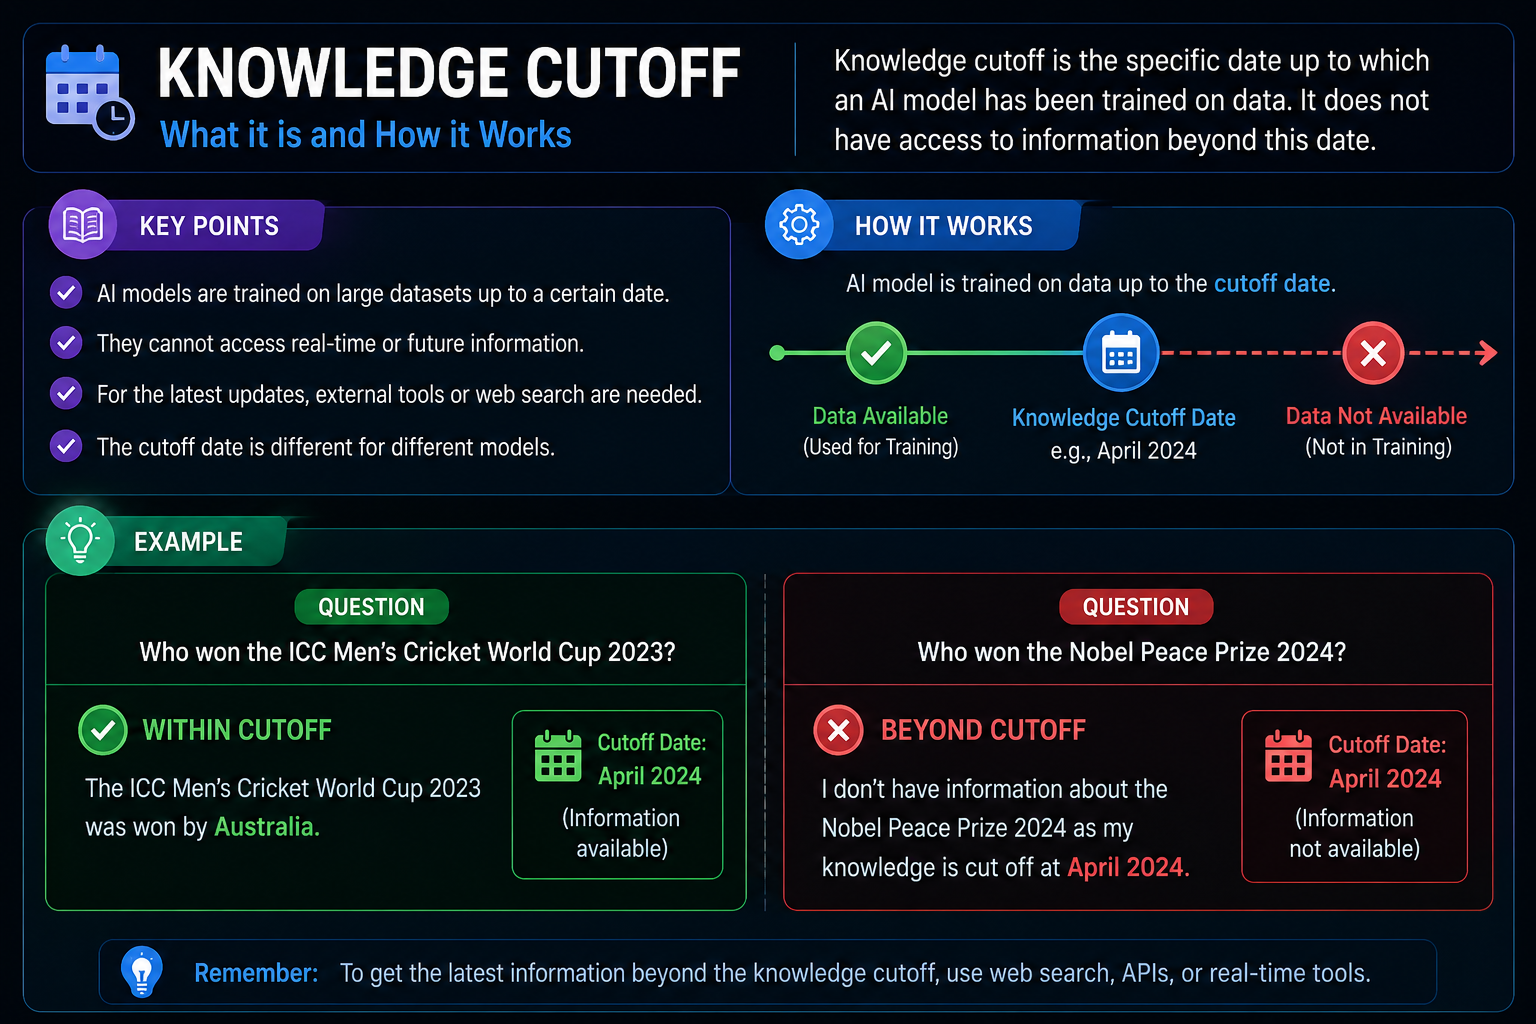 KNOWLEDGE CUTOFF
What it is and How it Works
Knowledge cutoff is the specific date up to which
an AI model has been trained on data. It does not
have access to information beyond this date.
KEY POINTS
AI models are trained on large datasets up to a certain date.
They cannot access real-time or future information.
For the latest updates, external tools or web search are needed.
The cutoff date is different for different models.
HOW IT WORKS
AI model is trained on data up to the cutoff date.
Data Available
(Used for Training)
Knowledge Cutoff Date
e.g., April 2024
Data Not Available
(Not in Training)
EXAMPLE
QUESTION
Who won the ICC Men’s Cricket World Cup 2023?
WITHIN CUTOFF
The ICC Men’s Cricket World Cup 2023
was won by Australia.
Cutoff Date:
April 2024
(Information
available)
QUESTION
Who won the Nobel Peace Prize 2024?
BEYOND CUTOFF
I don’t have information about the
Nobel Peace Prize 2024 as my
knowledge is cut off at April 2024.
Cutoff Date:
April 2024
(Information
not available)
Remember: To get the latest information beyond the knowledge cutoff, use web search, APIs, or real-time tools.